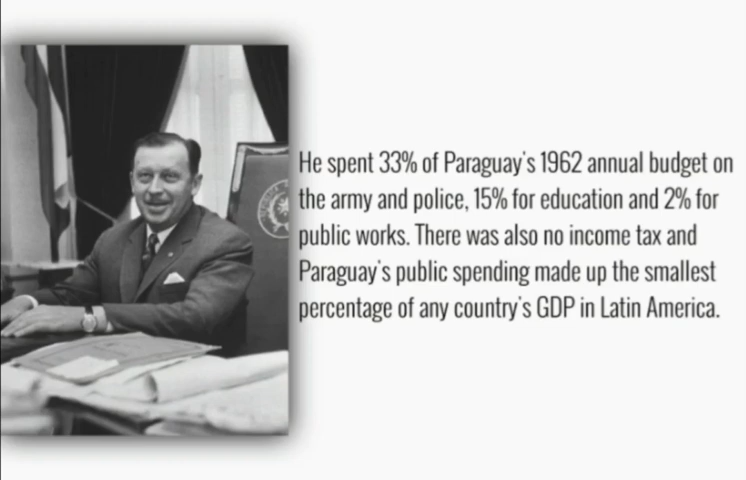 He spent 33% of Paraguay's 1962 annual budget on
the army and police, 15% for education and 2% for
public works. There was also no income tax and
Paraguay's public spending made up the smallest
percentage of any country's GDP in Latin America.